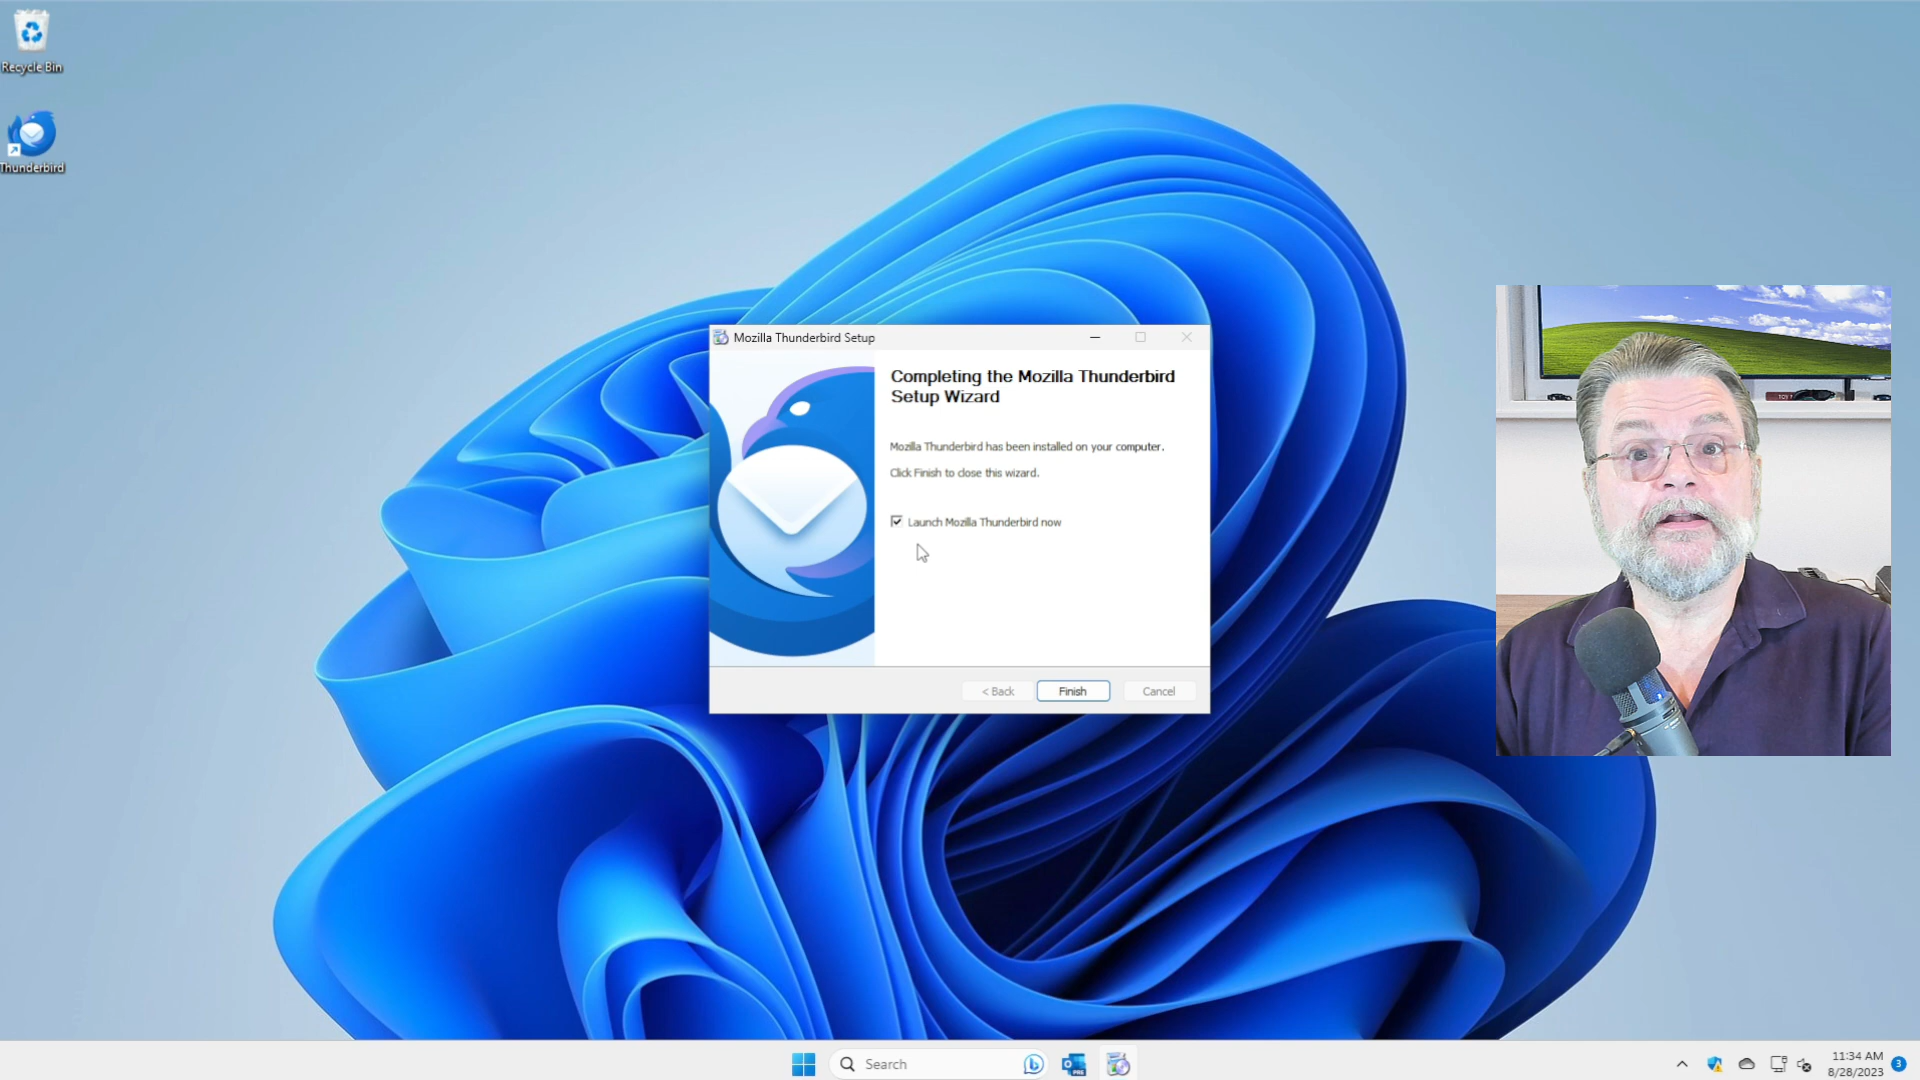 Recycle Bin
Thunderbird
Mozilla Thunderbird Setup
Completing the Mozilla Thunderbird
Setup Wizard
Mozilla Thunderbird has been installed on your computer.
Click Finish to close this wizard.
Launch Mozilla Thunderbird now
< Back
Finish
Cancel
Search
11:34 AM
8/28/2023
3